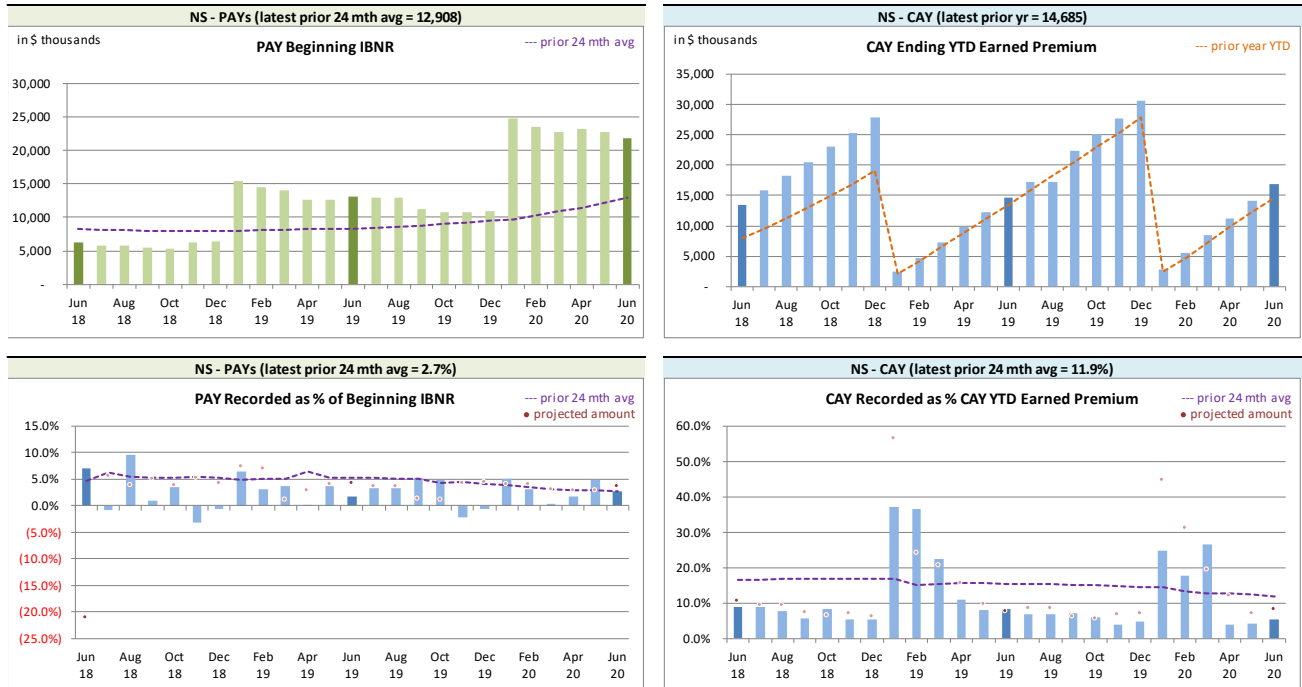 NS - PAYs (latest prior 24 mth avg = 12,908)
in $ thousands
PAY Beginning IBNR
--- prior 24 mth avg
30,000
25,000
20,000
15,000
10,000
5,000
-
Jun Aug Oct Dec Feb Apr Jun Aug Oct Dec Feb Apr Jun
18 18 18 18 19 19 19 19 19 19 20 20 20
NS - CAY (latest prior yr = 14,685)
in $ thousands
CAY Ending YTD Earned Premium
--- prior year YTD
35,000
30,000
25,000
20,000
15,000
10,000
5,000
-
Jun Aug Oct Dec Feb Apr Jun Aug Oct Dec Feb Apr Jun
18 18 18 18 19 19 19 19 19 19 20 20 20
NS - PAYs (latest prior 24 mth avg = 2.7%)
PAY Recorded as % of Beginning IBNR
--- prior 24 mth avg
• projected amount
15.0%
10.0%
5.0%
0.0%
(5.0%)
(10.0%)
(15.0%)
(20.0%)
(25.0%)
Jun Aug Oct Dec Feb Apr Jun Aug Oct Dec Feb Apr Jun
18 18 18 18 19 19 19 19 19 19 20 20 20
NS - CAY (latest prior 24 mth avg = 11.9%)
CAY Recorded as % CAY YTD Earned Premium
--- prior 24 mth avg
• projected amount
60.0%
50.0%
40.0%
30.0%
20.0%
10.0%
0.0%
Jun Aug Oct Dec Feb Apr Jun Aug Oct Dec Feb Apr Jun
18 18 18 18 19 19 19 19 19 19 20 20 20